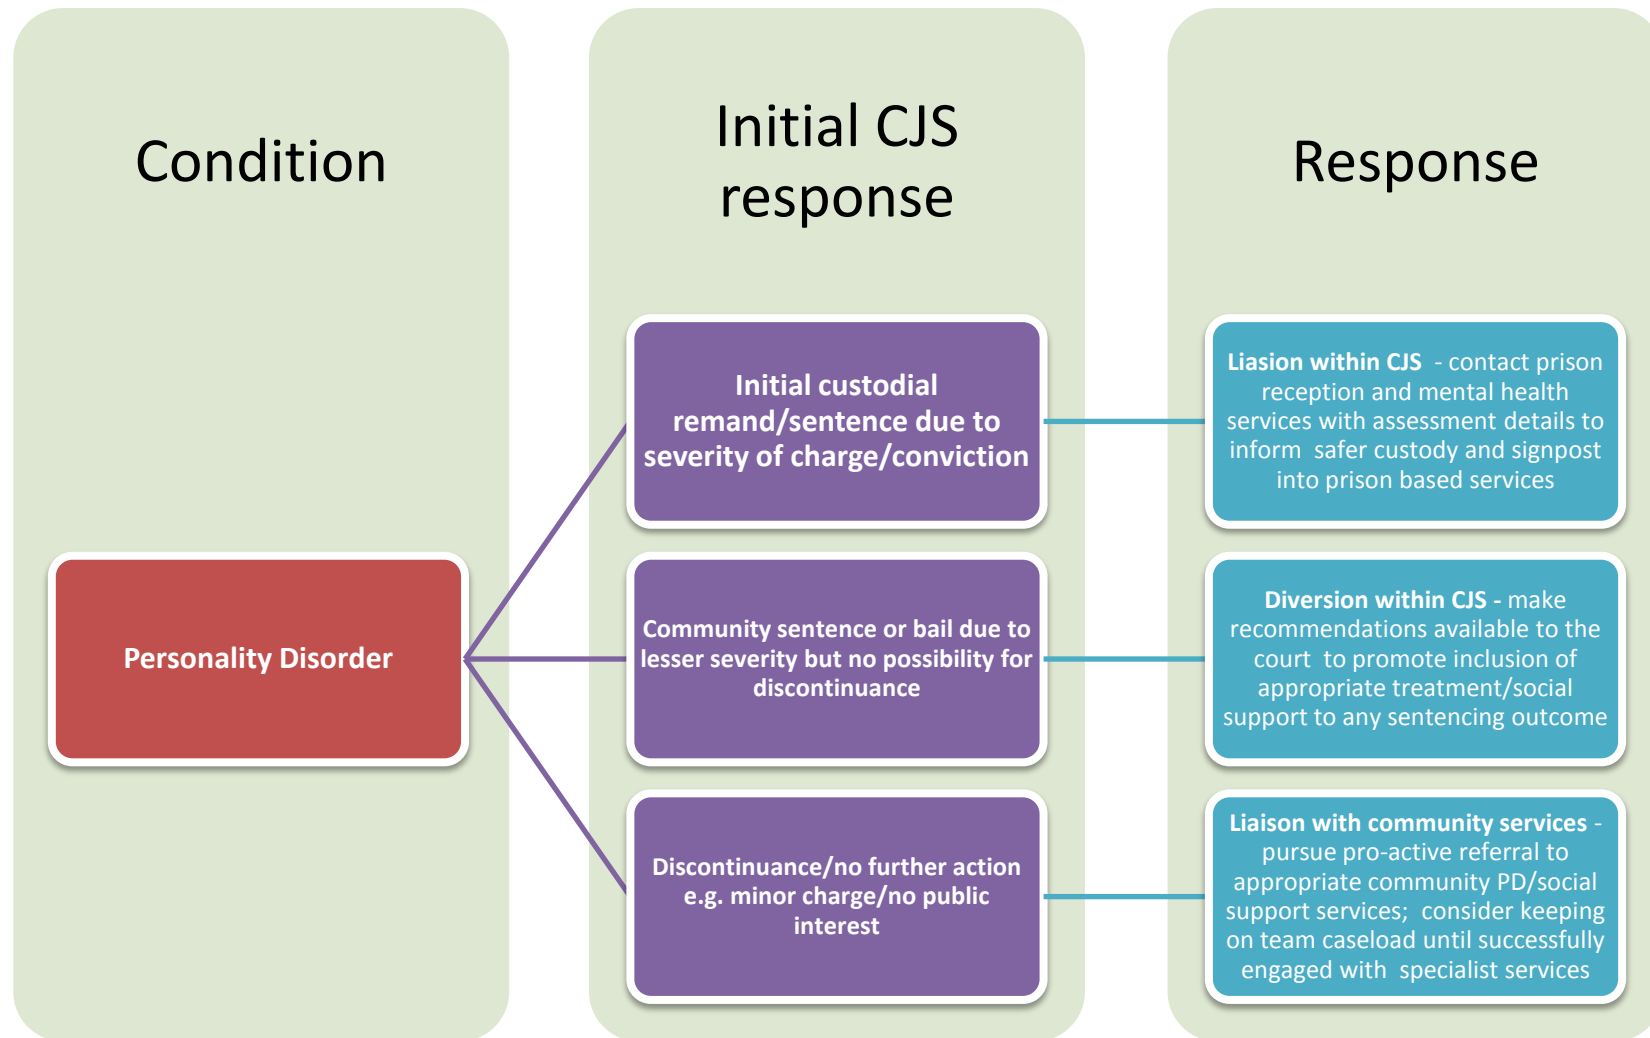 Condition
Initial CJS
response
Response
Personality Disorder
Initial custodial
remand/sentence due to
severity of charge/conviction
Liasion within CJS - contact prison
reception and mental health
services with assessment details to
inform safer custody and signpost
into prison based services
Community sentence or bail due to
lesser severity but no possibility for
discontinuance
Diversion within CJS - make
recommendations available to the
court to promote inclusion of
appropriate treatment/social
support to any sentencing outcome
Discontinuance/no further action
e.g. minor charge/no public
interest
Liaison with community services -
pursue pro-active referral to
appropriate community PD/social
support services; consider keeping
on team caseload until successfully
engaged with specialist services